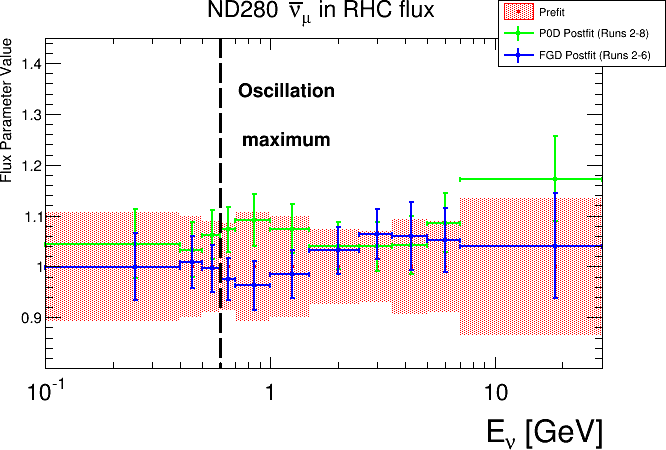 ND280 ν̅μ in RHC flux
Prefit
P0D Postfit (Runs 2-8)
FGD Postfit (Runs 2-6)
Flux Parameter Value
1.4
1.3
1.2
1.1
1
0.9
Oscillation
maximum
10⁻¹
1
10
Eν [GeV]